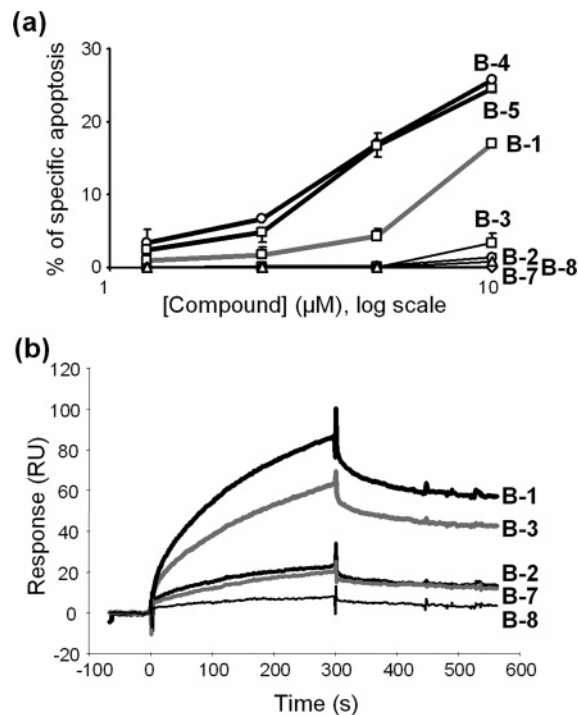 (a)
% of specific apoptosis
30
20
10
0
1
10
[Compound] (µM), log scale
B-4
B-5
B-1
B-3
B-2
B-7 B-8
(b)
Response (RU)
120
100
80
60
40
20
0
-20
-100 0 100 200 300 400 500 600
Time (s)
B-1
B-3
B-2
B-7
B-8